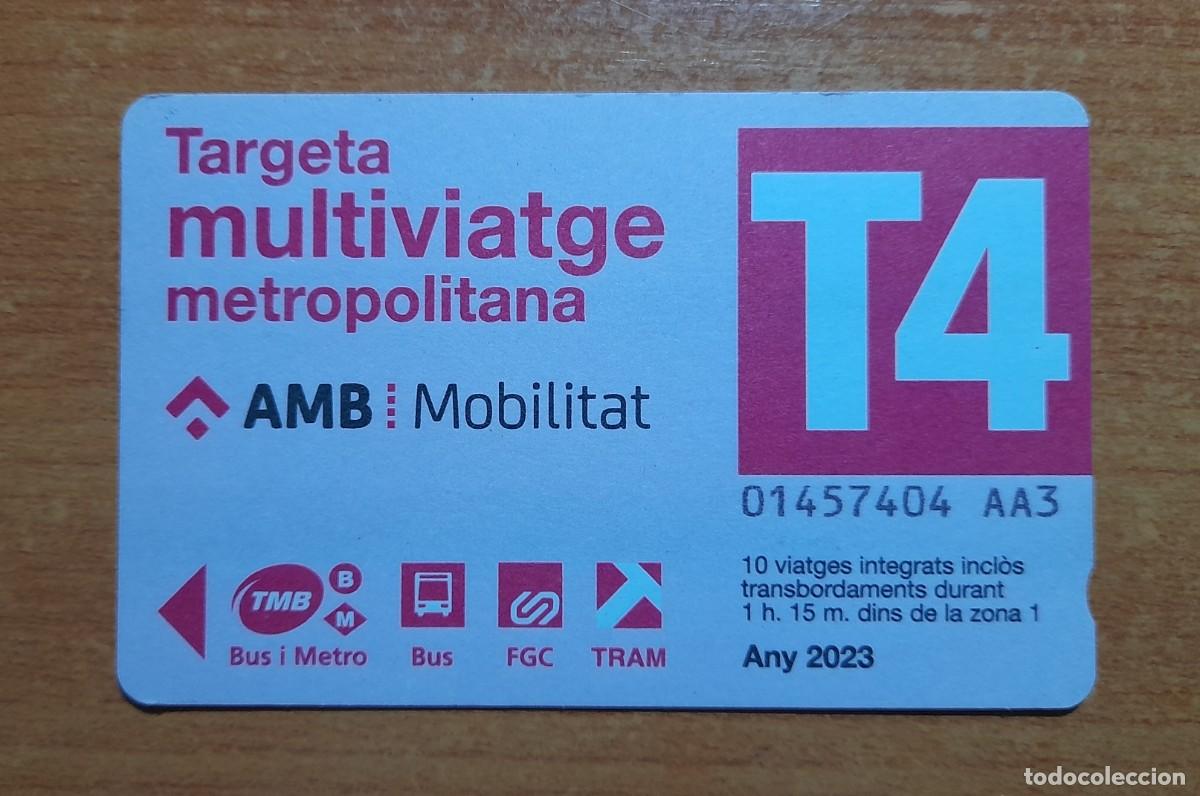 Targeta
multiviatge
metropolitana
AMB Mobilitat
T4
01457404 AA3
TMB B M
Bus i Metro Bus FGC TRAM
10 viatges integrats inclòs
transbordaments durant
1 h. 15 m. dins de la zona 1
Any 2023
todocoleccion